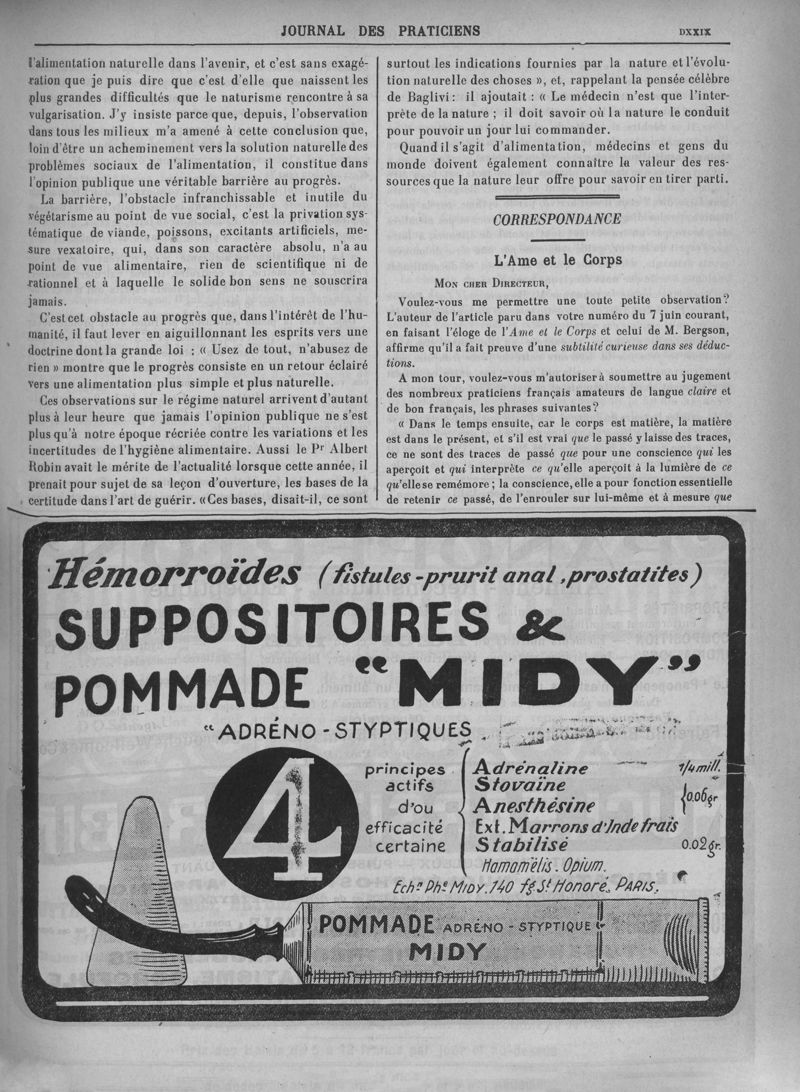 JOURNAL DES PRATICIENS
DXXIX
l'alimentation naturelle dans l'avenir, et c'est sans exagé-
ration que je puis dire que c'est d'elle que naissent les
plus grandes difficultés que le naturisme rencontre à sa
vulgarisation. J'y insiste parce que, depuis, l'observation
dans tous les milieux m'a amené à cette conclusion que,
loin d'être un acheminement vers la solution naturelle des
problèmes sociaux de l'alimentation, il constitue dans
l'opinion publique une véritable barrière au progrès.
La barrière, l'obstacle infranchissable et inutile du
végétarisme au point de vue social, c'est la privation sys-
tématique de viande, poissons, excitants artificiels, me-
sure vexatoire, qui, dans son caractère absolu, n'a au
point de vue alimentaire, rien de scientifique ni de
rationnel et à laquelle le solide bon sens ne souscrira
jamais.
C'est cet obstacle au progrès que, dans l'intérêt de l'hu-
manité, il faut lever en aiguillonnant les esprits vers une
doctrine dont la grande loi : « Usez de tout, n'abusez de
rien » montre que le progrès consiste en un retour éclairé
vers une alimentation plus simple et plus naturelle.
Ces observations sur le régime naturel arrivent d'autant
plus à leur heure que jamais l'opinion publique ne s'est
plus qu'à notre époque récriée contre les variations et les
incertitudes de l'hygiène alimentaire. Aussi le Pr Albert
Robin avait le mérite de l'actualité lorsque cette année, il
prenait pour sujet de sa leçon d'ouverture, les bases de la
certitude dans l'art de guérir. «Ces bases, disait-il, ce sont
surtout les indications fournies par la nature et l'évolu-
tion naturelle des choses », et, rappelant la pensée célèbre
de Baglivi : il ajoutait : « Le médecin n'est que l'inter-
prète de la nature ; il doit savoir où la nature le conduit
pour pouvoir un jour lui commander.
Quand il s'agit d'alimentation, médecins et gens du
monde doivent également connaître la valeur des res-
sources que la nature leur offre pour savoir en tirer parti.
CORRESPONDANCE
L'Ame et le Corps
MON CHER DIRECTEUR,
Voulez-vous me permettre une toute petite observation?
L'auteur de l'article paru dans votre numéro du 7 juin courant,
en faisant l'éloge de l'Ame et le Corps et celui de M. Bergson,
affirme qu'il a fait preuve d'une subtilité curieuse dans ses déduc-
tions.
A mon tour, voulez-vous m'autoriser à soumettre au jugement
des nombreux praticiens français amateurs de langue claire et
de bon français, les phrases suivantes?
« Dans le temps ensuite, car le corps est matière, la matière
est dans le présent, et s'il est vrai que le passé y laisse des traces,
ce ne sont des traces de passé que pour une conscience qui les
aperçoit et qui interprète ce qu'elle aperçoit à la lumière de ce
qu'elle se remémore ; la conscience, elle a pour fonction essentielle
de retenir ce passé, de l'enrouler sur lui-même et à mesure que
Hémorroïdes (fistules-prurit anal, prostatites)
SUPPOSITOIRES &
POMMADE "MIDY"
"ADRÉNO-STYPTIQUES
4
principes
actifs
d'ou
efficacité
certaine
Adrénaline 1/4 mill.
Stovaïne
Anesthésine
0.06gr
Ext. Marrons d'Inde frais
Stabilisé 0.02gr.
Hamamélis. Opium.
Éch. Phie MIDY. 140 fg St Honoré. PARIS.
POMMADE ADRÉNO-STYPTIQUE
MIDY